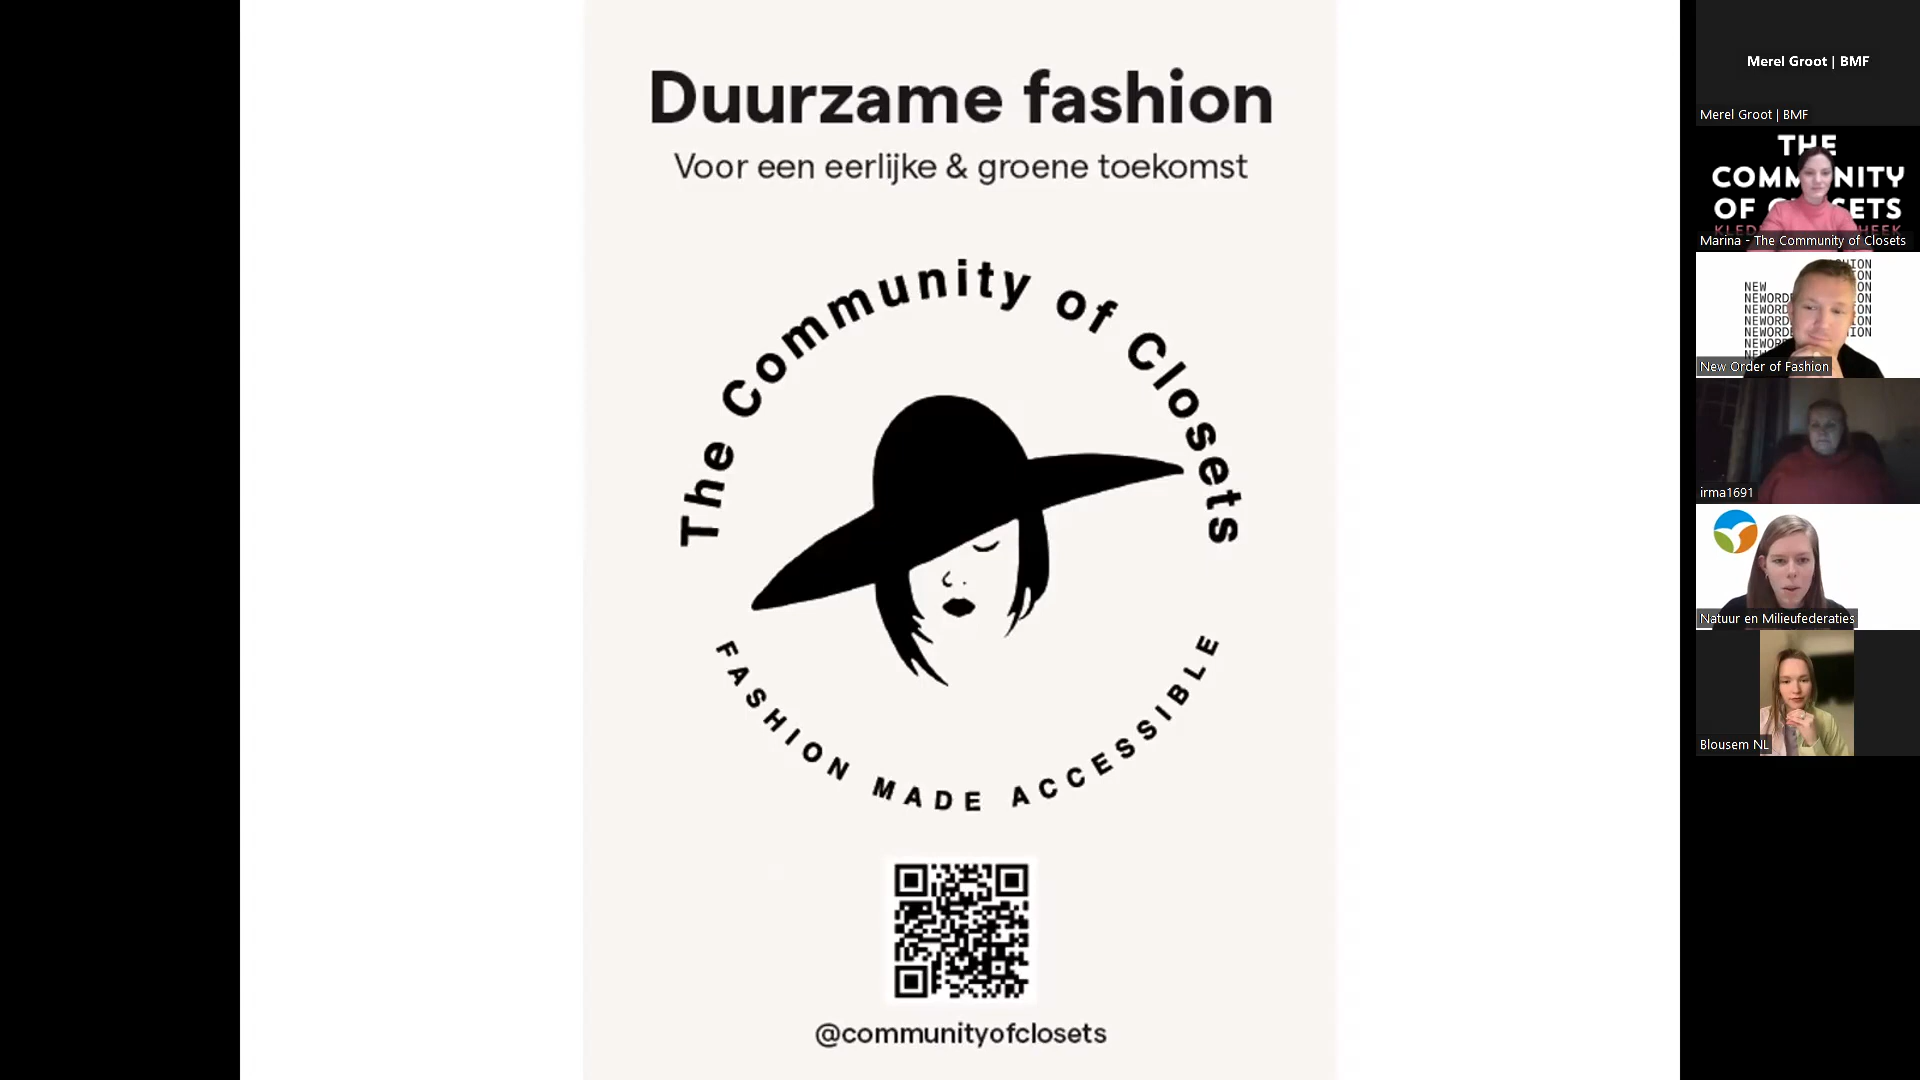 Duurzame fashion
Voor een eerlijke & groene toekomst
The Community of Closets
FASHION MADE ACCESSIBLE
@communityofclosets
Merel Groot | BMF
Merel Groot | BMF
THE
COMMUNITY
OF CLOSETS
Marina - The Community of Closets
NEW
New Order of Fashion
irma1691
Natuur en Milieufederaties
Blousem NL